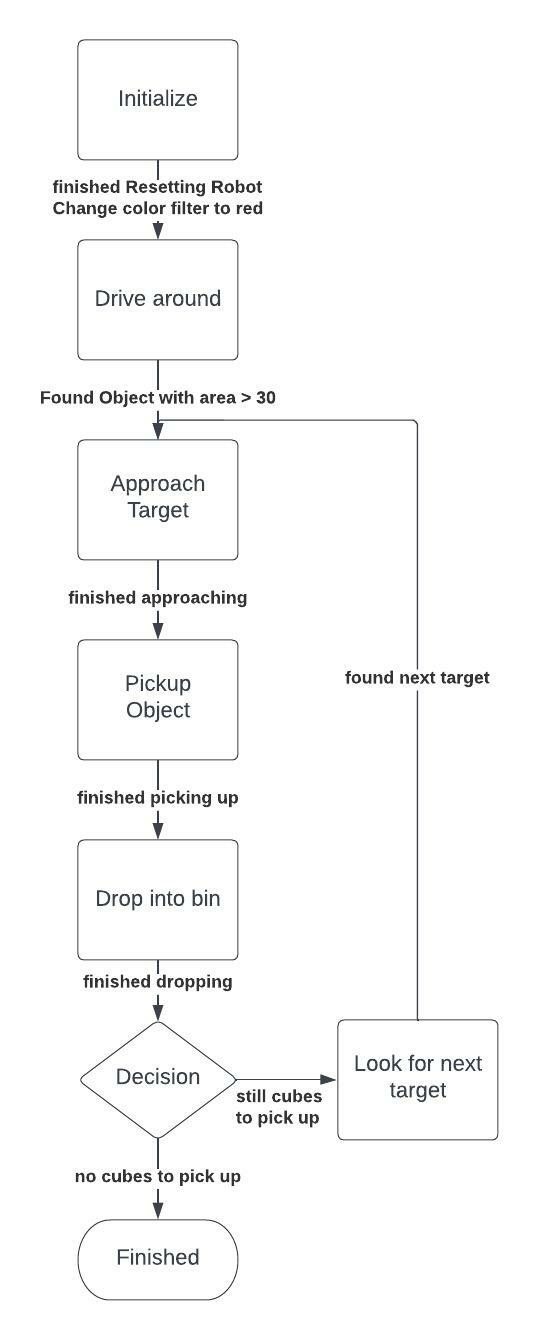 Initialize
finished Resetting Robot
Change color filter to red
Drive around
Found Object with area > 30
Approach
Target
finished approaching
Pickup
Object
found next target
finished picking up
Drop into bin
finished dropping
Decision
still cubes
to pick up
Look for next
target
no cubes to pick up
Finished